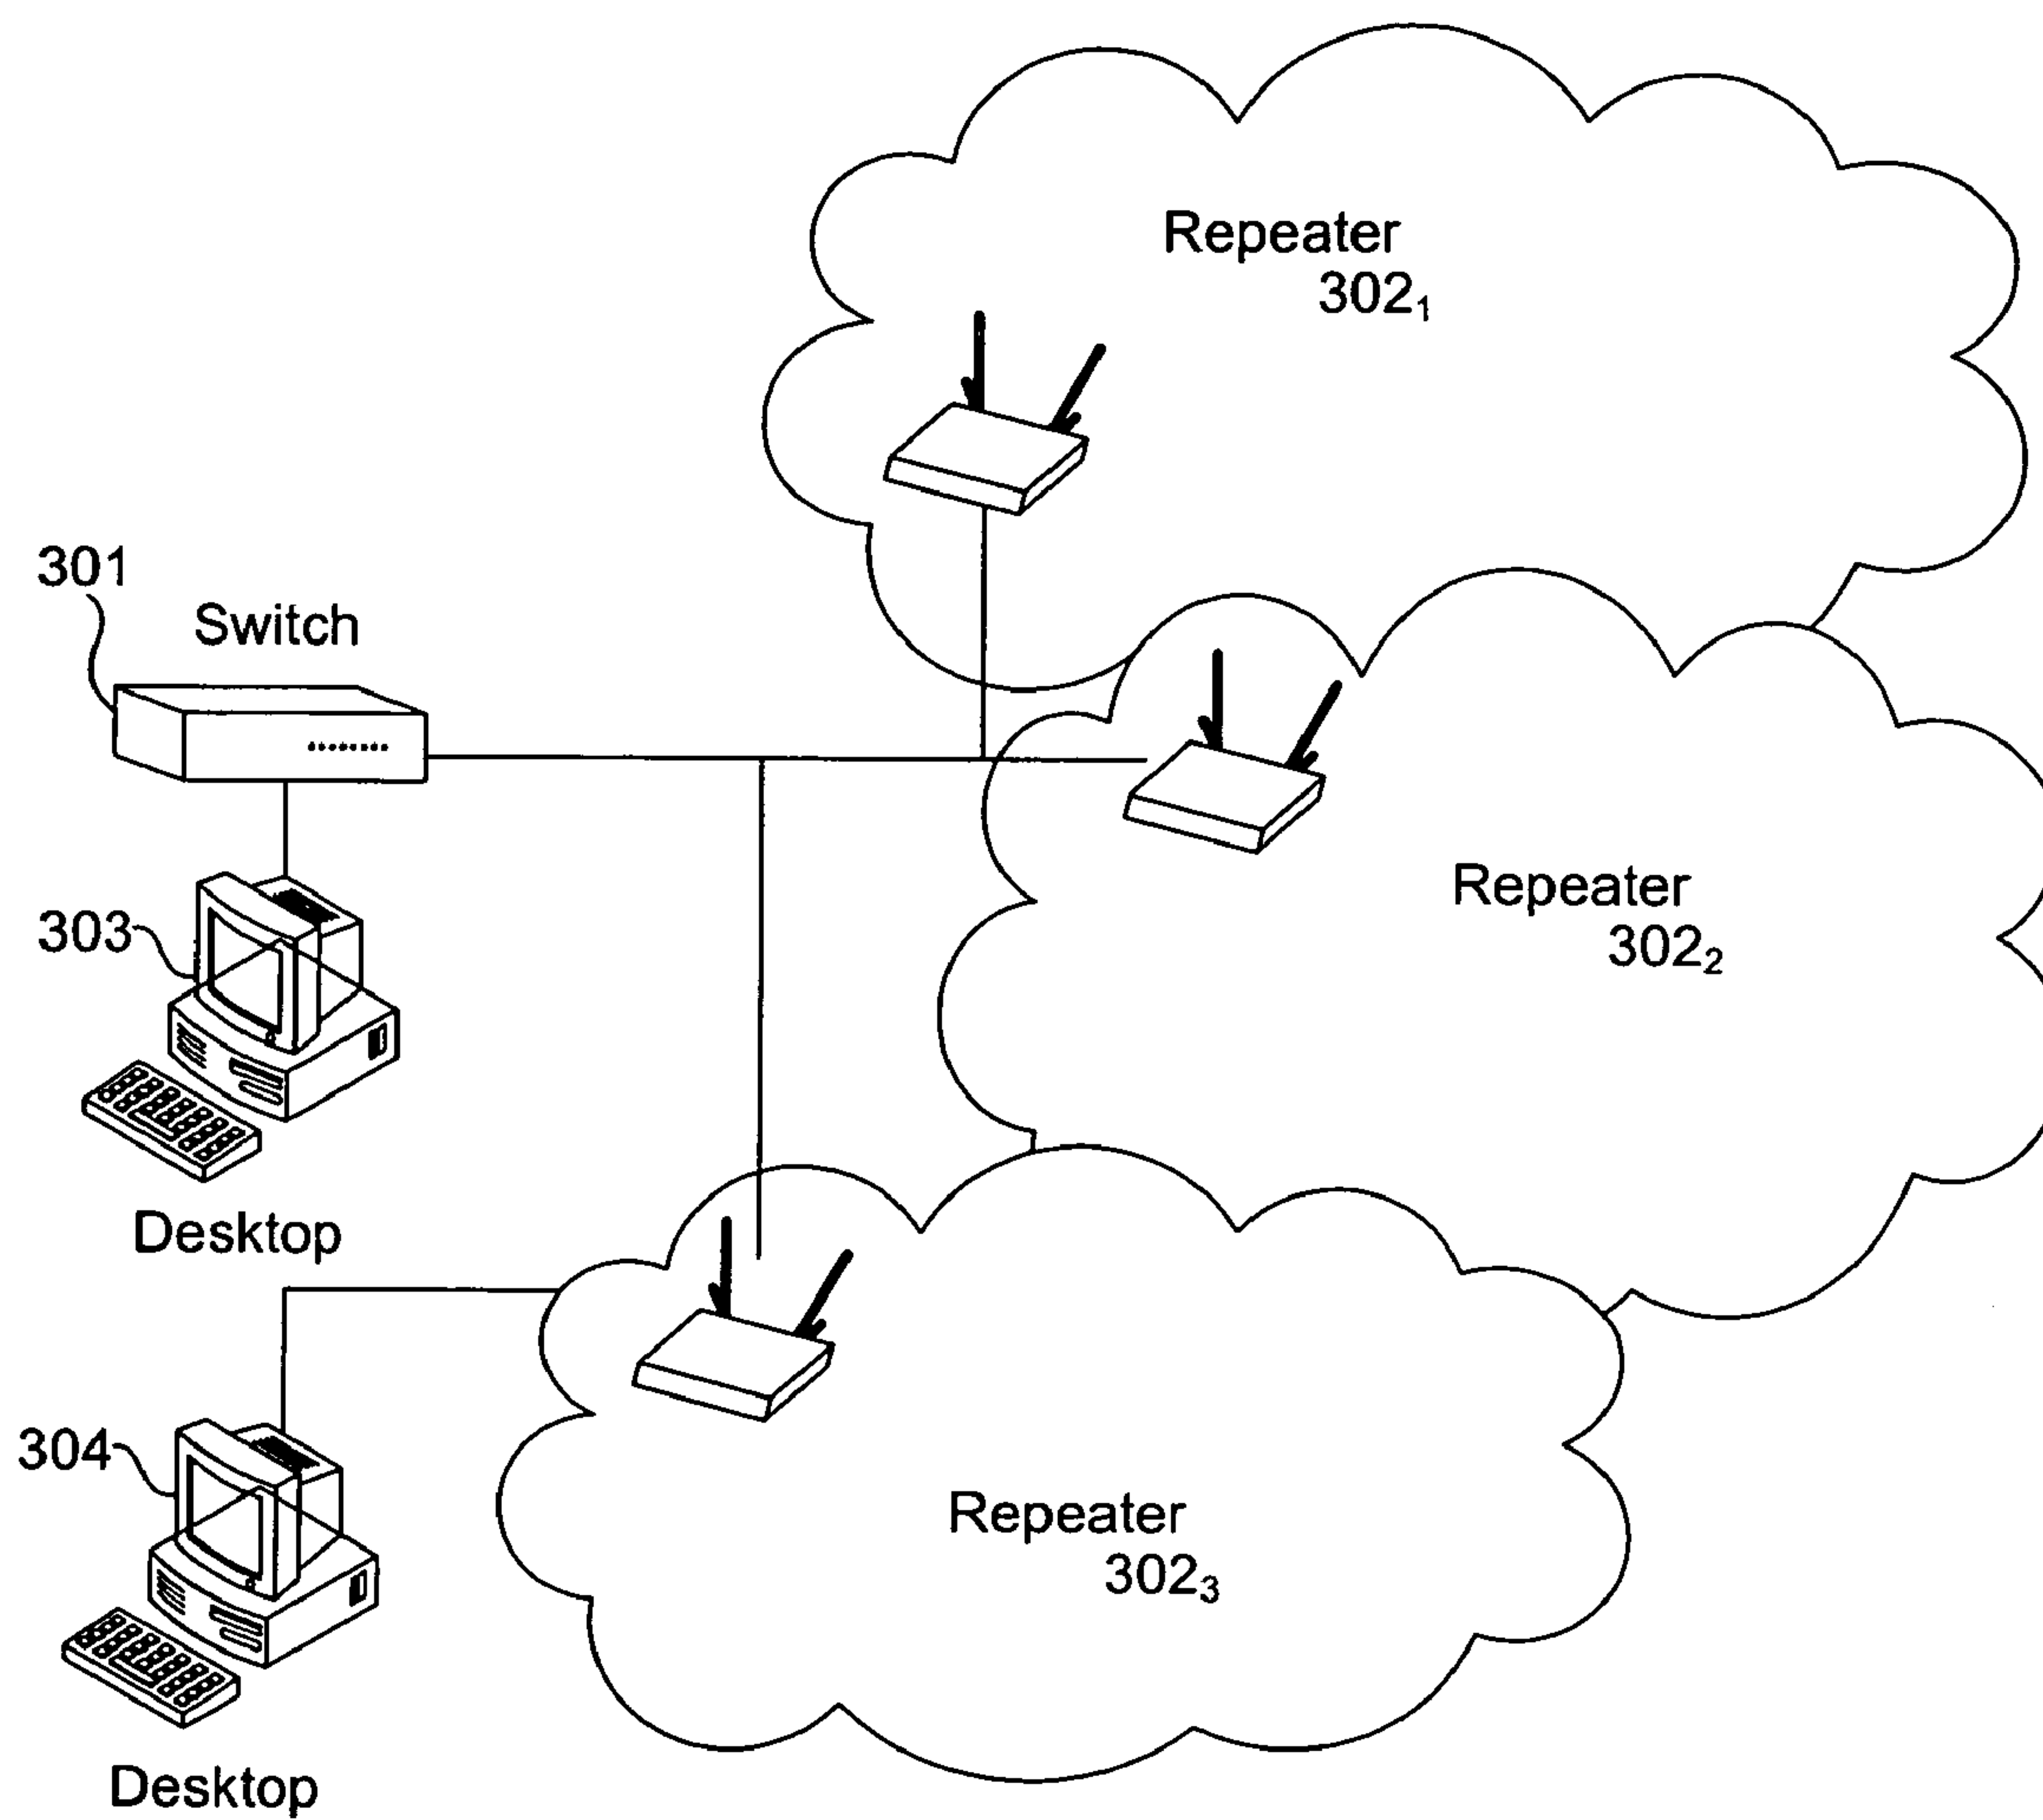 Repeater
302₁
301
Switch
Repeater
302₂
303
Desktop
304
Repeater
302₃
Desktop